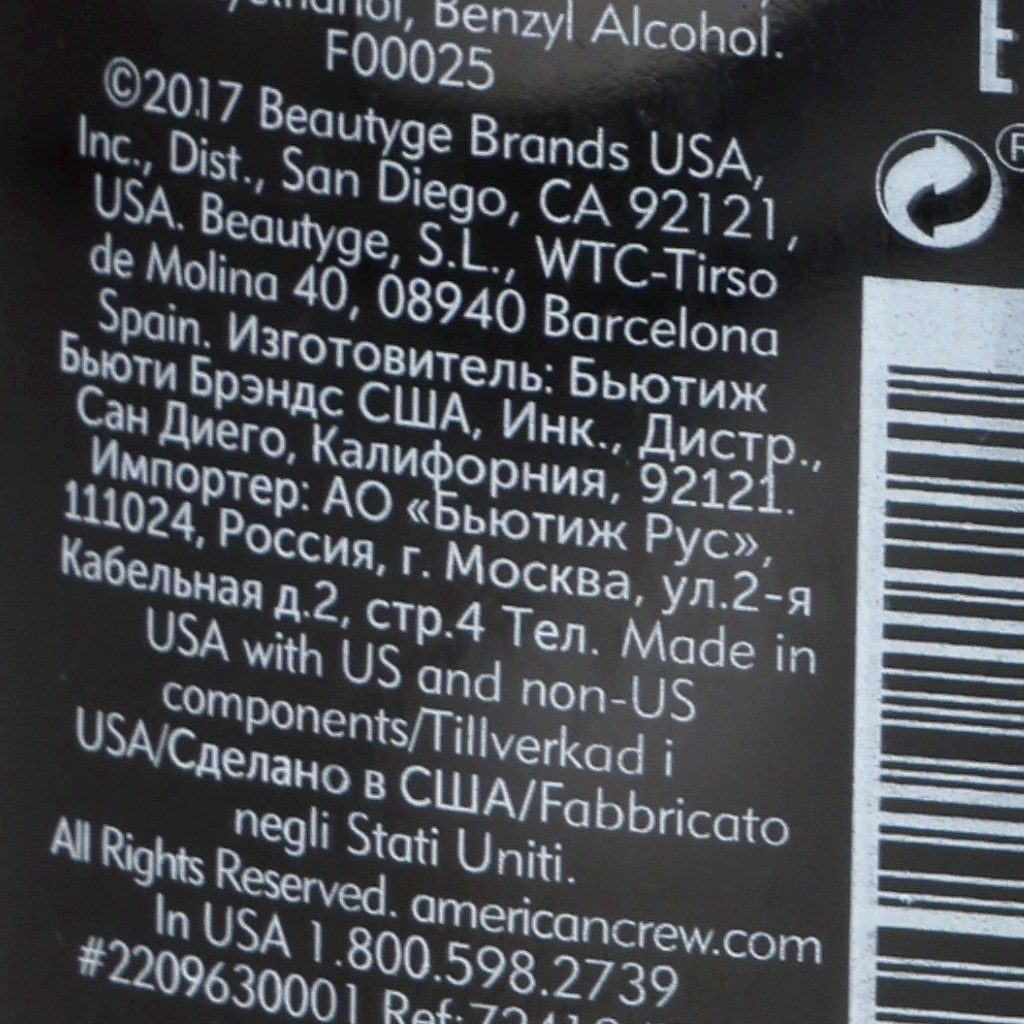 Benzyl Alcohol.
F00025
©2017 Beautyge Brands USA,
Inc., Dist., San Diego, CA 92121,
USA. Beautyge, S.L., WTC-Tirso
de Molina 40, 08940 Barcelona
Spain. Изготовитель: Бьютиж
Бьюти Брэндс США, Инк., Дистр.,
Сан Диего, Калифорния, 92121.
Импортер: АО «Бьютиж Рус»,
111024, Россия, г. Москва, ул.2-я
Кабельная д.2, стр.4 Тел. Made in
USA with US and non-US
components/Tillverkad i
USA/Сделано в США/Fabbricato
negli Stati Uniti.
All Rights Reserved. americancrew.com
In USA 1.800.598.2739
#2209630001 Ref: